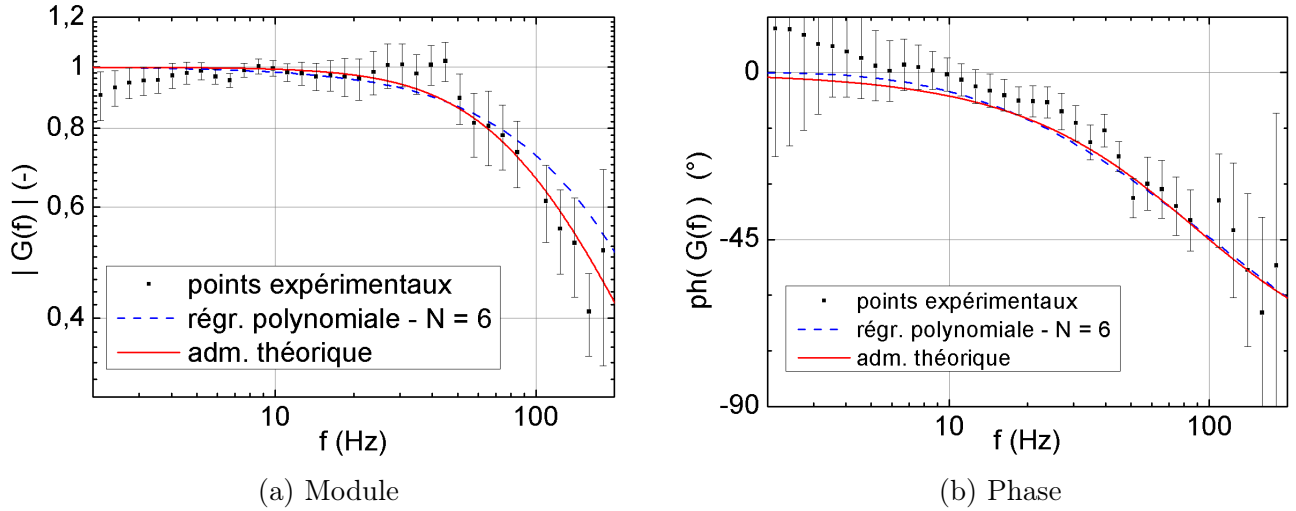 1,2
1
0,8
0,6
0,4
| G(f) | (-)
points expérimentaux
régr. polynomiale - N = 6
adm. théorique
10
100
f (Hz)
(a) Module
0
-45
-90
ph( G(f) ) (°)
points expérimentaux
régr. polynomiale - N = 6
adm. théorique
10
100
f (Hz)
(b) Phase